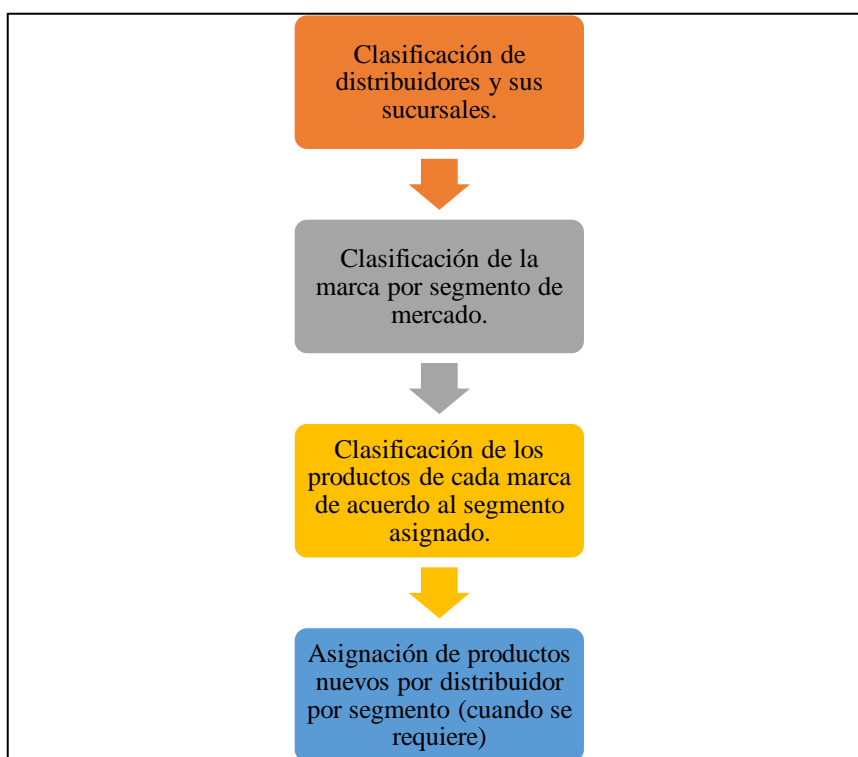 Clasificación de
distribuidores y sus
sucursales.
Clasificación de la
marca por segmento de
mercado.
Clasificación de los
productos de cada marca
de acuerdo al segmento
asignado.
Asignación de productos
nuevos por distribuidor
por segmento (cuando se
requiere)